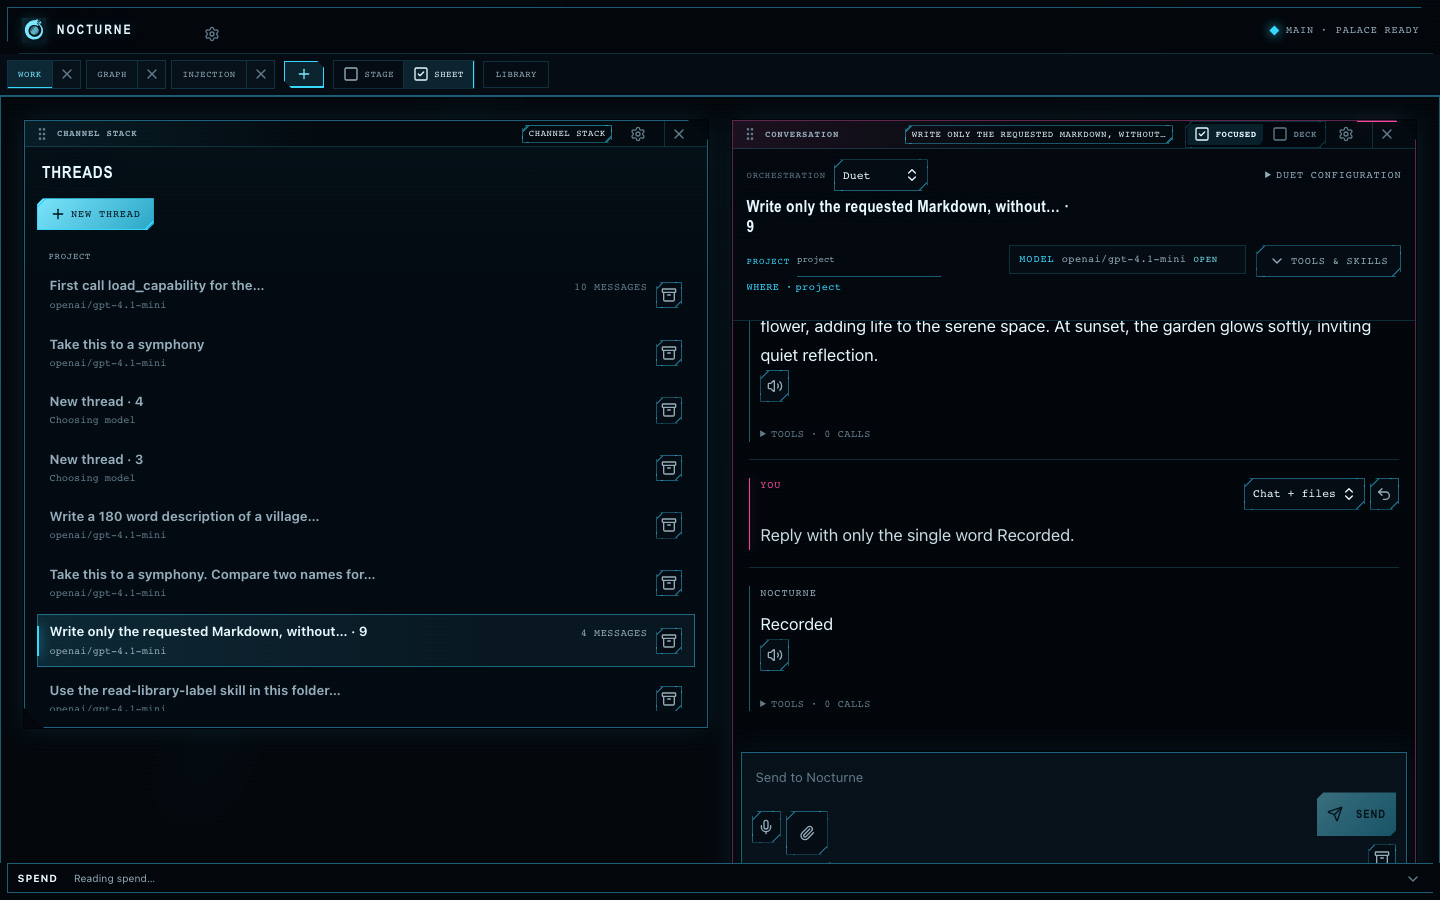 NOCTURNE
MAIN · PALACE READY
WORK
GRAPH
INJECTION
STAGE
SHEET
LIBRARY
CHANNEL STACK
CHANNEL STACK
THREADS
NEW THREAD
PROJECT
First call load_capability for the...
10 MESSAGES
openai/gpt-4.1-mini
Take this to a symphony
openai/gpt-4.1-mini
New thread · 4
Choosing model
New thread · 3
Choosing model
Write a 180 word description of a village...
openai/gpt-4.1-mini
Take this to a symphony. Compare two names for...
openai/gpt-4.1-mini
Write only the requested Markdown, without... · 9
4 MESSAGES
openai/gpt-4.1-mini
Use the read-library-label skill in this folder...
openai/gpt-4.1-mini
CONVERSATION
WRITE ONLY THE REQUESTED MARKDOWN, WITHOUT...
FOCUSED
DECK
ORCHESTRATION
Duet
DUET CONFIGURATION
Write only the requested Markdown, without... ·
9
PROJECT project
MODEL openai/gpt-4.1-mini OPEN
TOOLS & SKILLS
WHERE · project
flower, adding life to the serene space. At sunset, the garden glows softly, inviting
quiet reflection.
TOOLS · 0 CALLS
YOU
Chat + files
Reply with only the single word Recorded.
NOCTURNE
Recorded
TOOLS · 0 CALLS
Send to Nocturne
SEND
SPEND Reading spend...